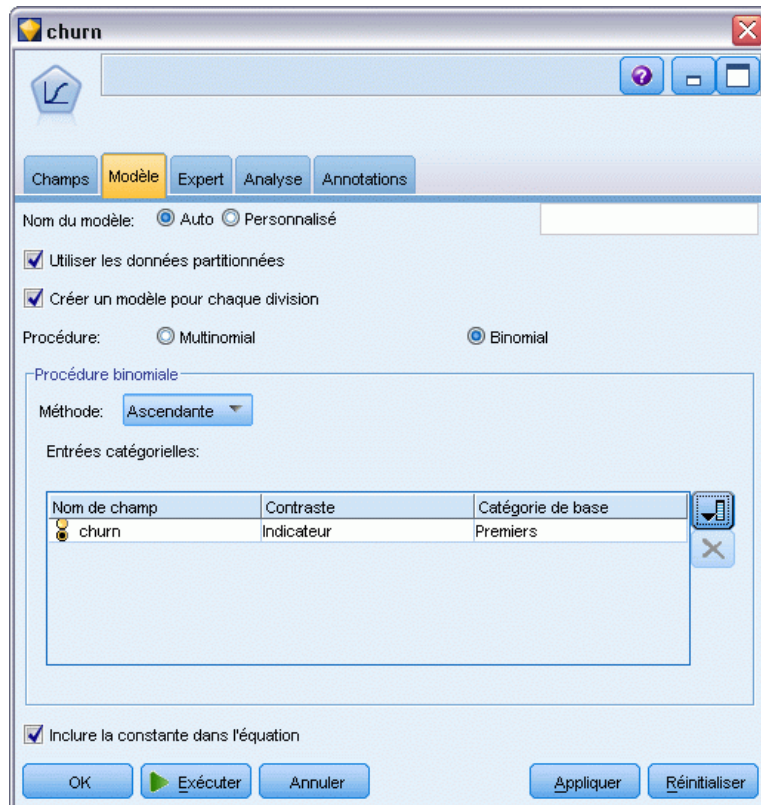 churn
Champs Modèle Expert Analyse Annotations
Nom du modèle: Auto Personnalisé
Utiliser les données partitionnées
Créer un modèle pour chaque division
Procédure: Multinomial Binomial
Procédure binomiale
Méthode: Ascendante
Entrées catégorielles:
Nom de champ Contraste Catégorie de base
churn Indicateur Premiers
Inclure la constante dans l'équation
OK Exécuter Annuler Appliquer Réinitialiser